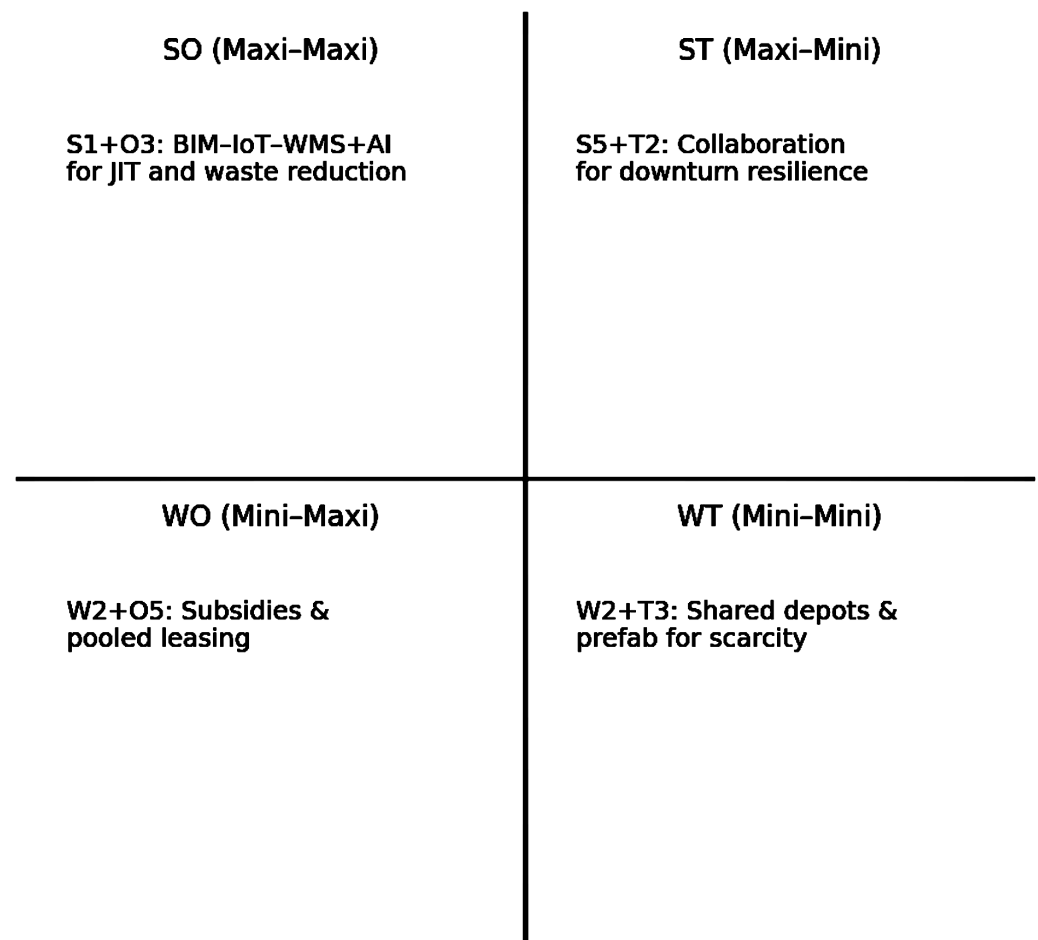 SO (Maxi–Maxi)
S1+O3: BIM–IoT–WMS+AI
for JIT and waste reduction
ST (Maxi–Mini)
S5+T2: Collaboration
for downturn resilience
WO (Mini–Maxi)
W2+O5: Subsidies &
pooled leasing
WT (Mini–Mini)
W2+T3: Shared depots &
prefab for scarcity